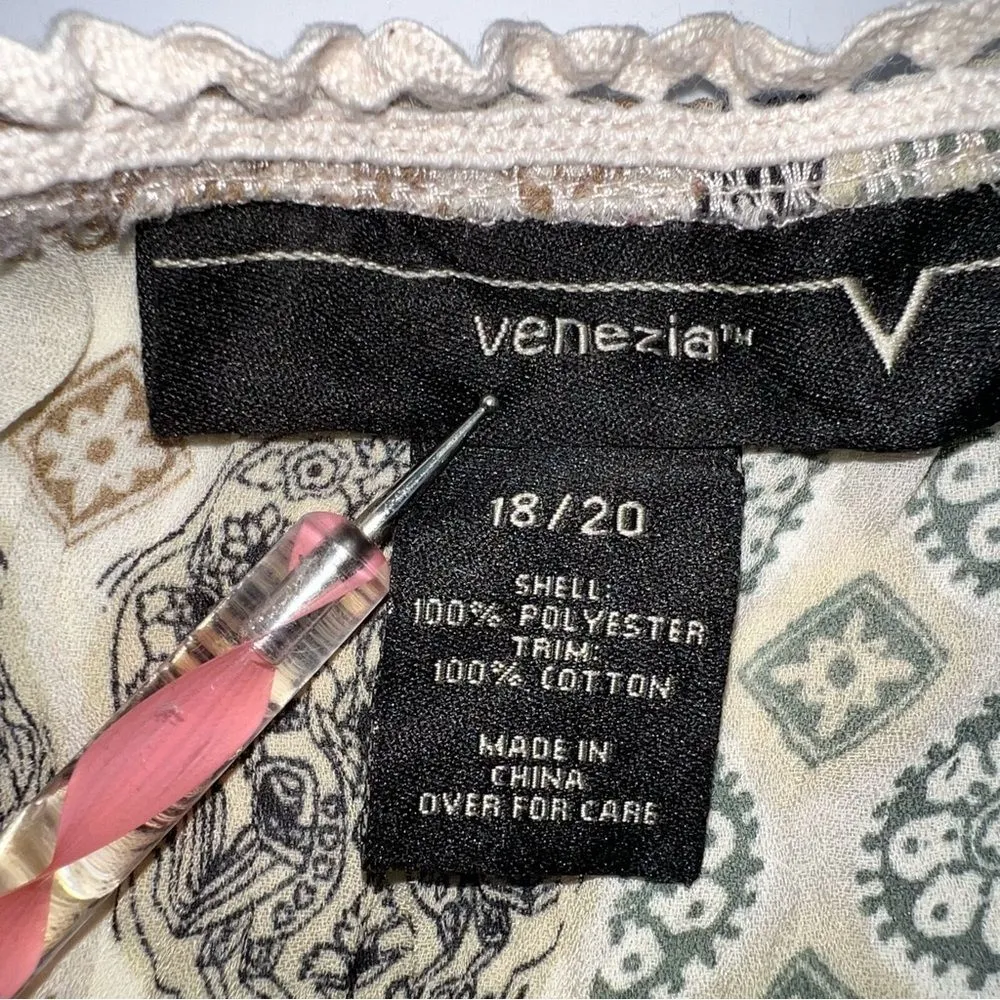 venezia™
18/20
SHELL:
100% POLYESTER
TRIM:
100% COTTON
MADE IN
CHINA
OVER FOR CARE